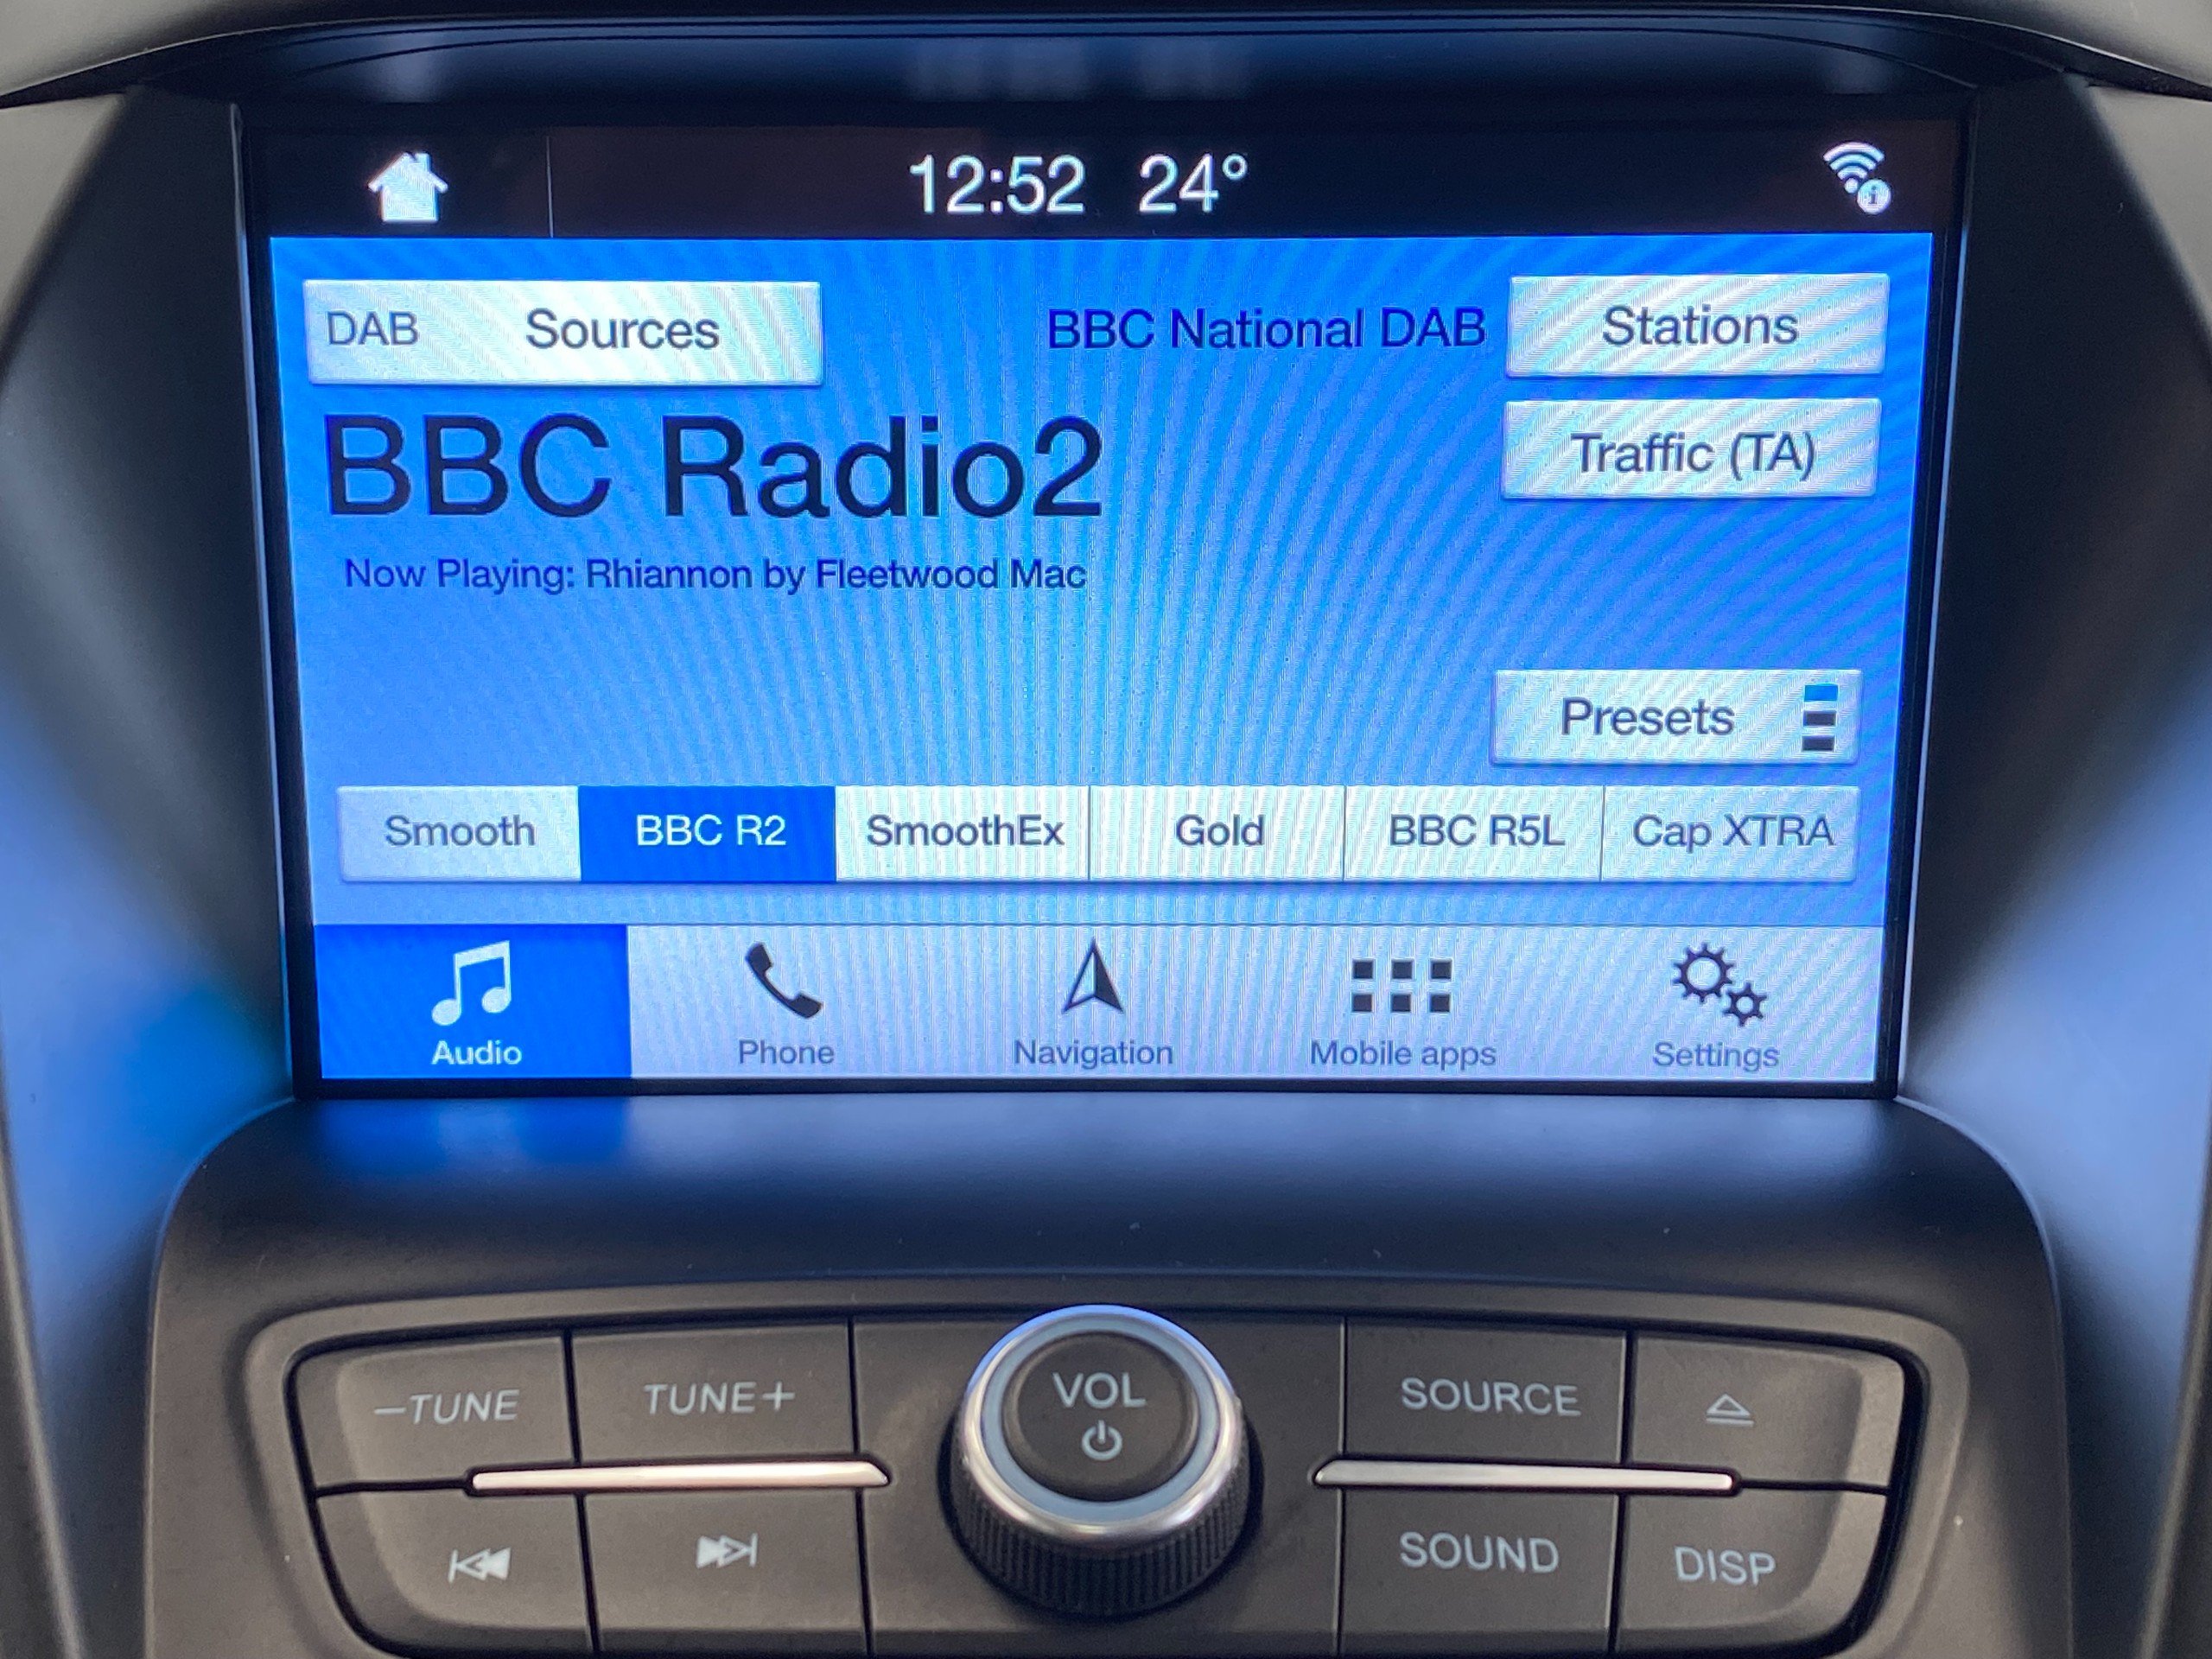 12:52 24°
DAB Sources
BBC National DAB
Stations
BBC Radio2
Traffic (TA)
Now Playing: Rhiannon by Fleetwood Mac
Presets
Smooth BBC R2 SmoothEx Gold BBC R5L Cap XTRA
Audio Phone Navigation Mobile apps Settings
–TUNE TUNE+ VOL SOURCE
SOUND DISP